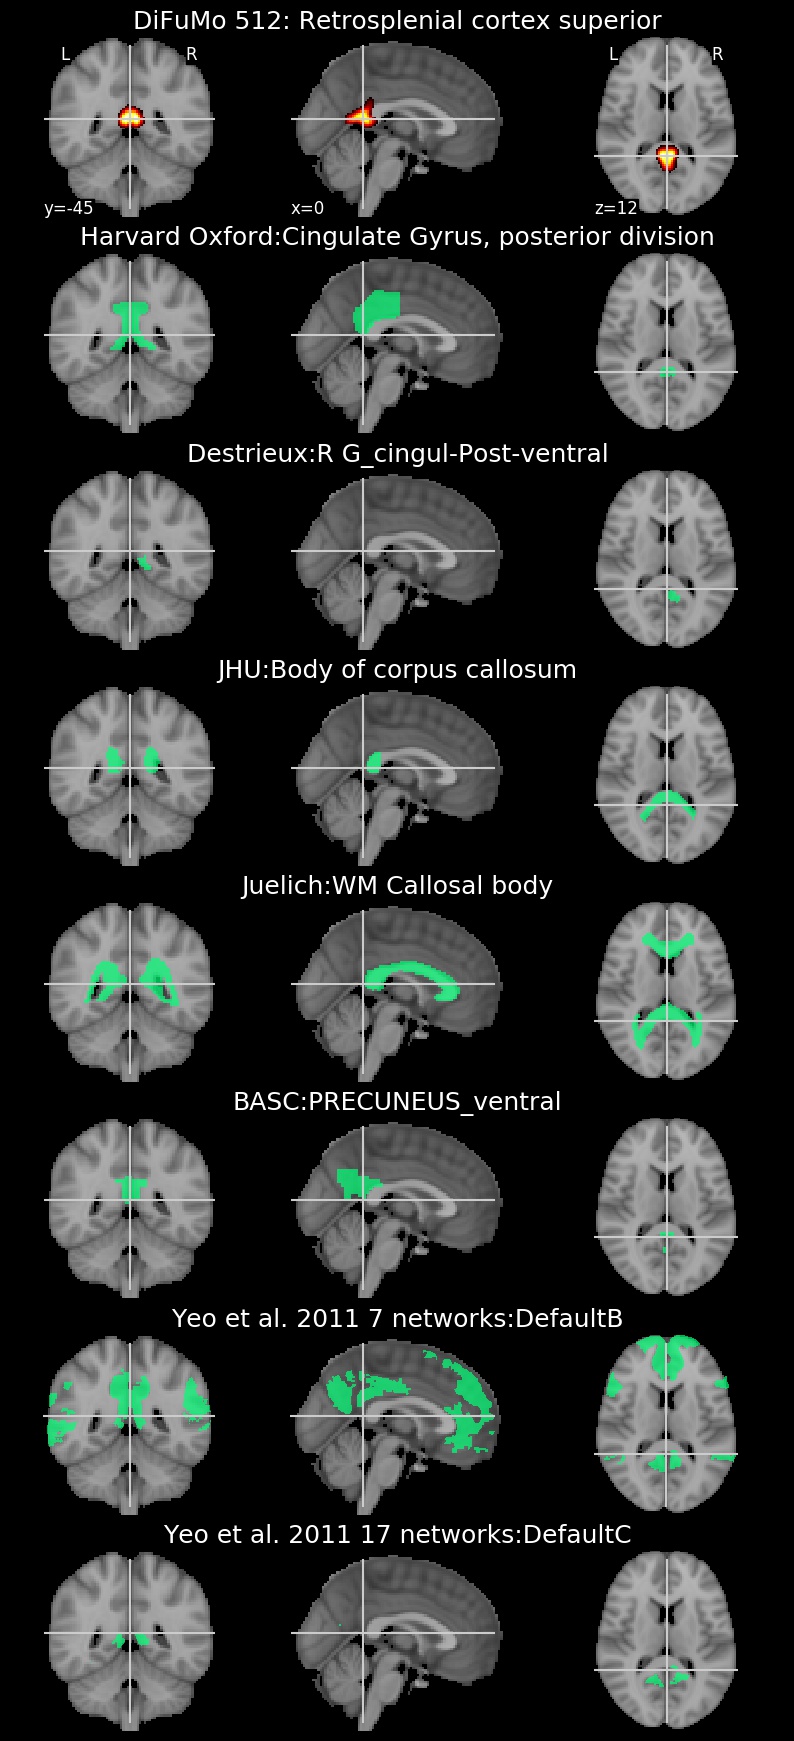 DiFuMo 512: Retrosplenial cortex superior
L R L R
y=-45 x=0 z=12
Harvard Oxford:Cingulate Gyrus, posterior division
Destrieux:R G_cingul-Post-ventral
JHU:Body of corpus callosum
Juelich:WM Callosal body
BASC:PRECUNEUS_ventral
Yeo et al. 2011 7 networks:DefaultB
Yeo et al. 2011 17 networks:DefaultC